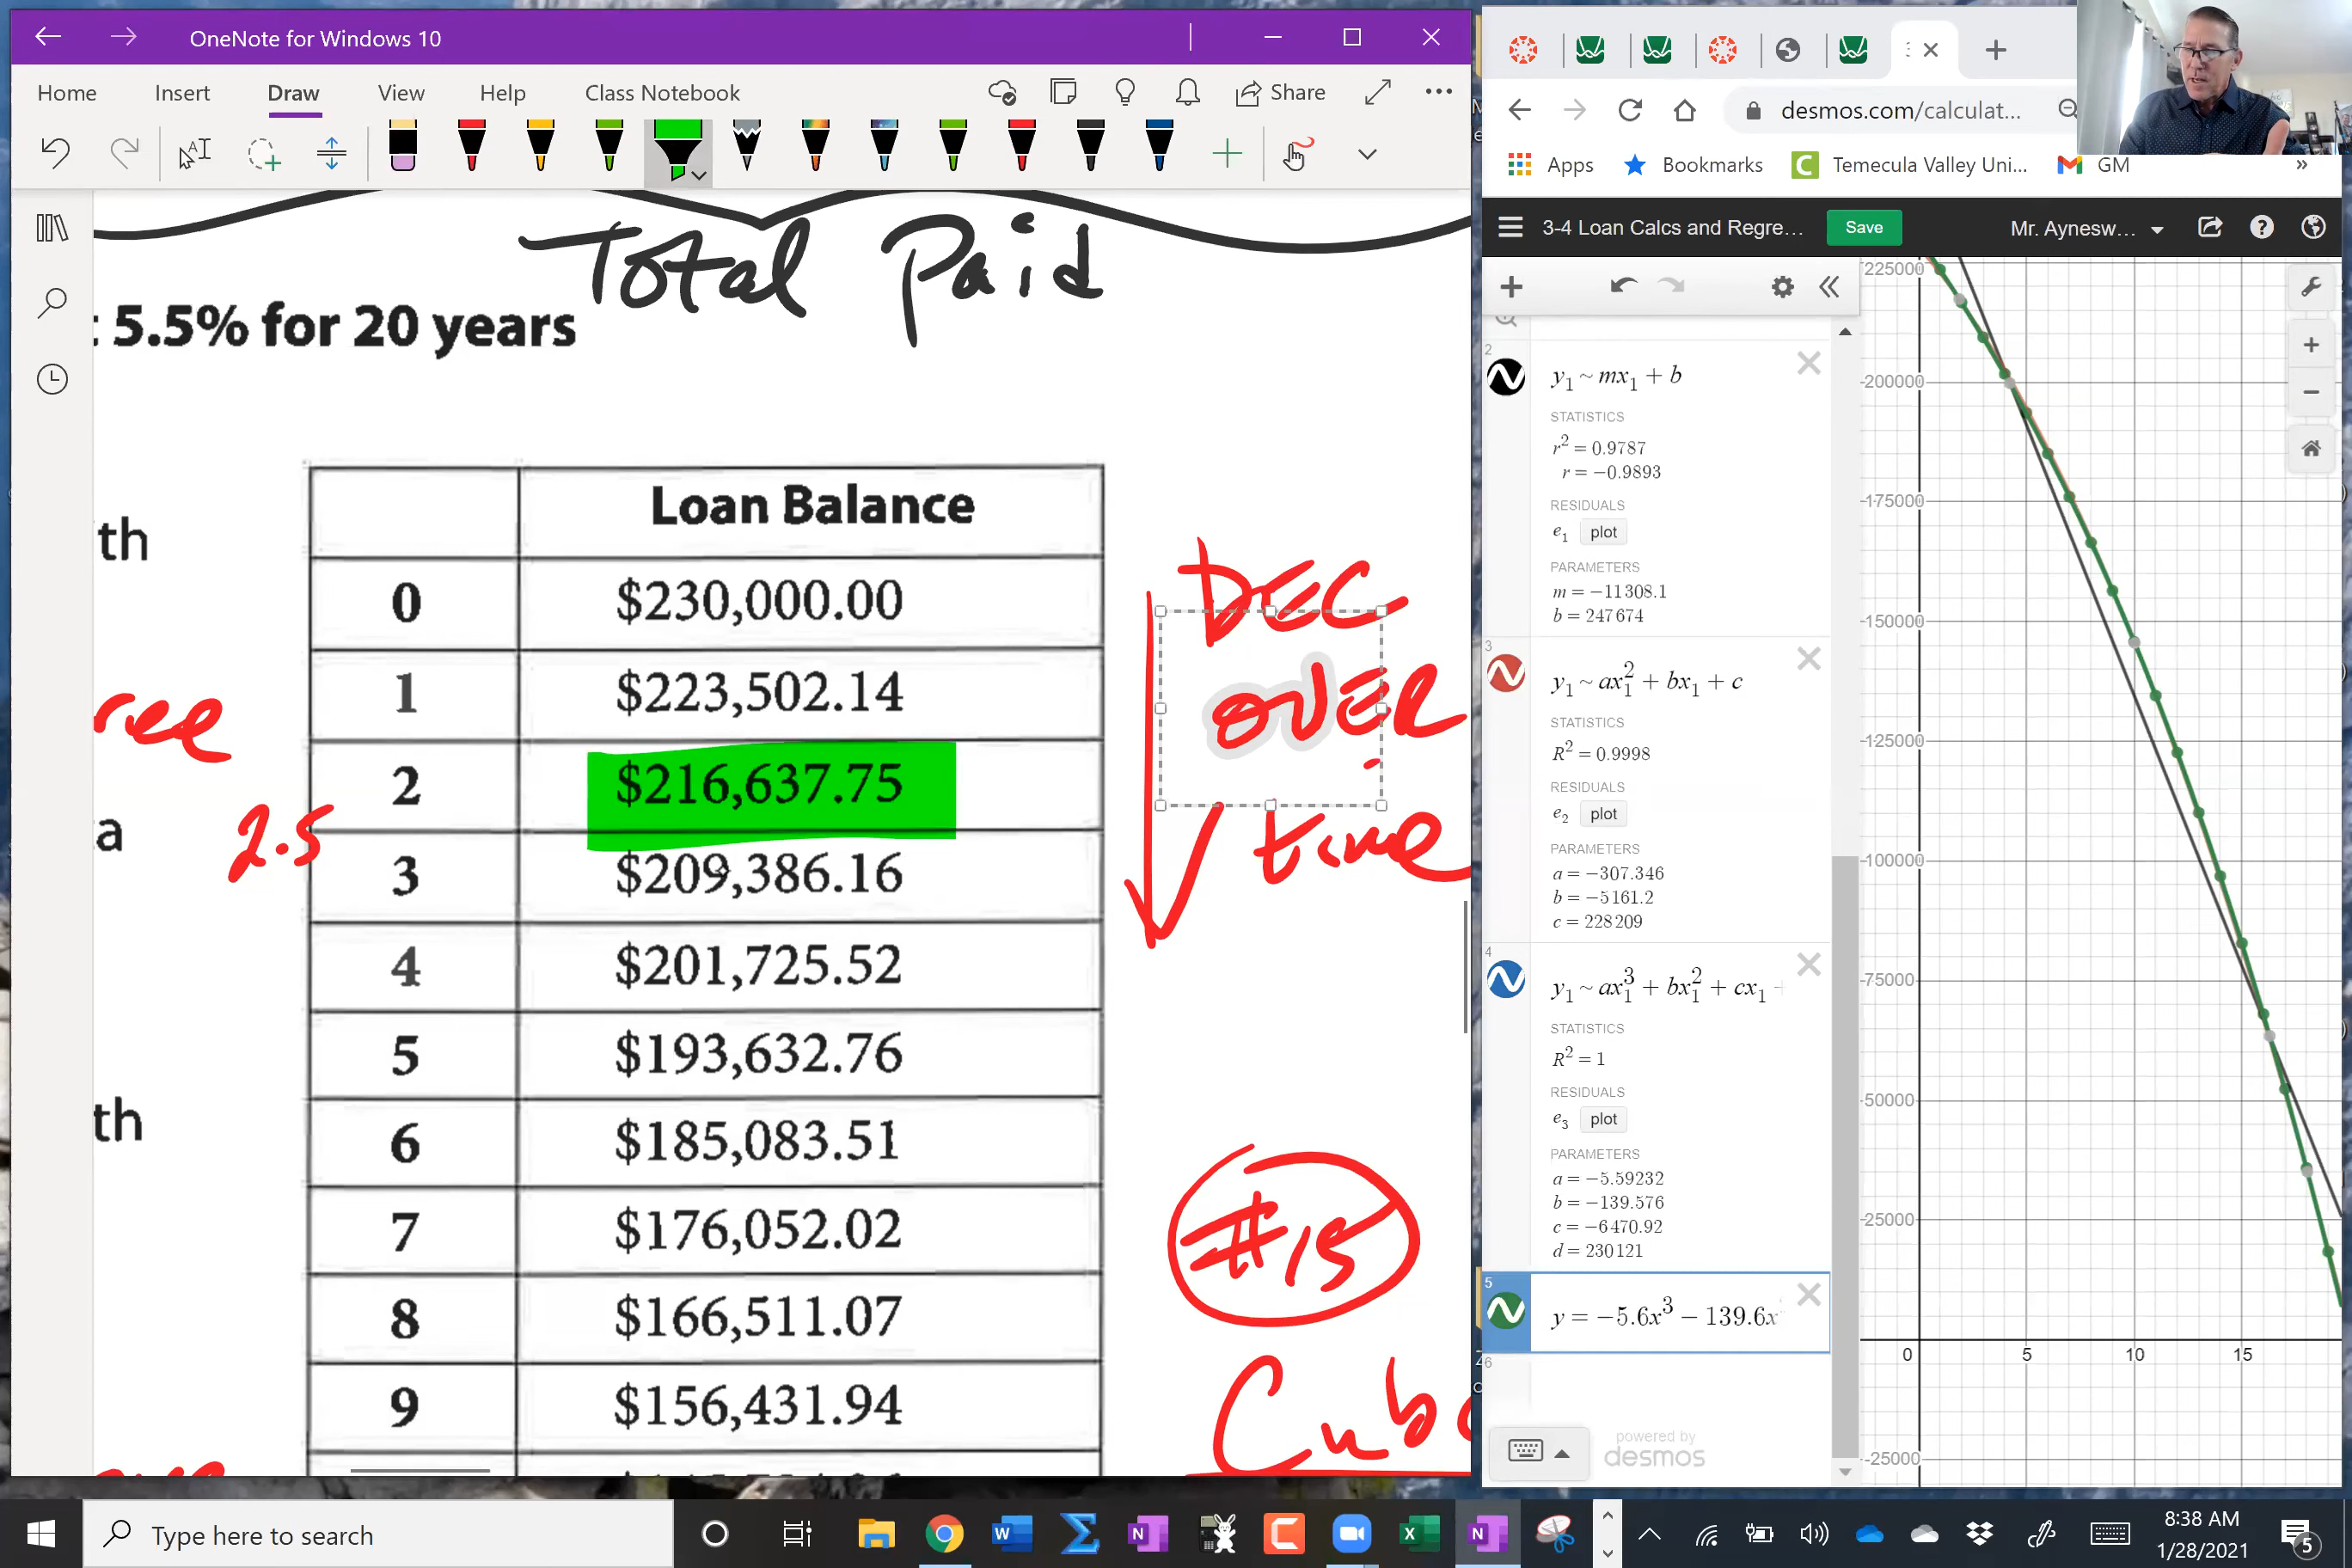 OneNote for Windows 10
Home Insert Draw View Help Class Notebook Share
Total Paid
: 5.5% for 20 years
th
ree
2.5
a
th
Loan Balance
0 $230,000.00
1 $223,502.14
2 $216,637.75
3 $209,386.16
4 $201,725.52
5 $193,632.76
6 $185,083.51
7 $176,052.02
8 $166,511.07
9 $156,431.94
DEC
OVER
time
#15
Cub
desmos.com/calculat...
Apps Bookmarks Temecula Valley Uni... GM »
3-4 Loan Calcs and Regre... Save Mr. Aynesw...
2
y₁ ~ mx₁ + b
STATISTICS
r² = 0.9787
r = −0.9893
RESIDUALS
e₁ plot
PARAMETERS
m = −11308.1
b = 247674
3
y₁ ~ ax₁² + bx₁ + c
STATISTICS
R² = 0.9998
RESIDUALS
e₂ plot
PARAMETERS
a = −307.346
b = −5161.2
c = 228209
4
y₁ ~ ax₁³ + bx₁² + cx₁ +
STATISTICS
R² = 1
RESIDUALS
e₃ plot
PARAMETERS
a = −5.59232
b = −139.576
c = −6470.92
d = 230121
5
y = −5.6x³ − 139.6x
6
powered by
desmos
225000
200000
175000
150000
125000
100000
75000
50000
25000
0 5 10 15
-25000
Type here to search
8:38 AM
1/28/2021
5